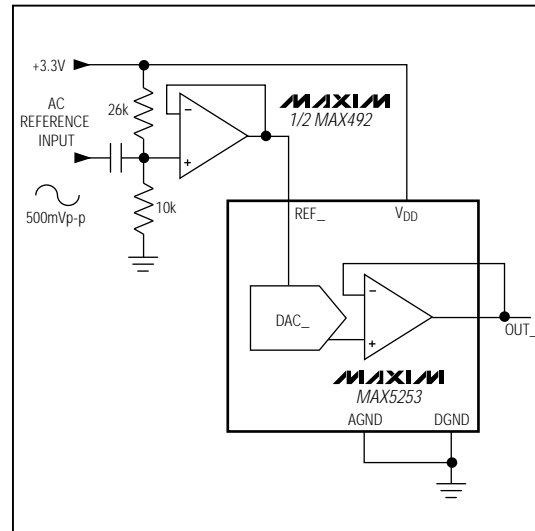 +3.3V
26k
AC
REFERENCE
INPUT
MAXIM
1/2 MAX492
-
+
500mVp-p
10k
REF_
VDD
DAC_
-
+
OUT_
MAXIM
MAX5253
AGND
DGND